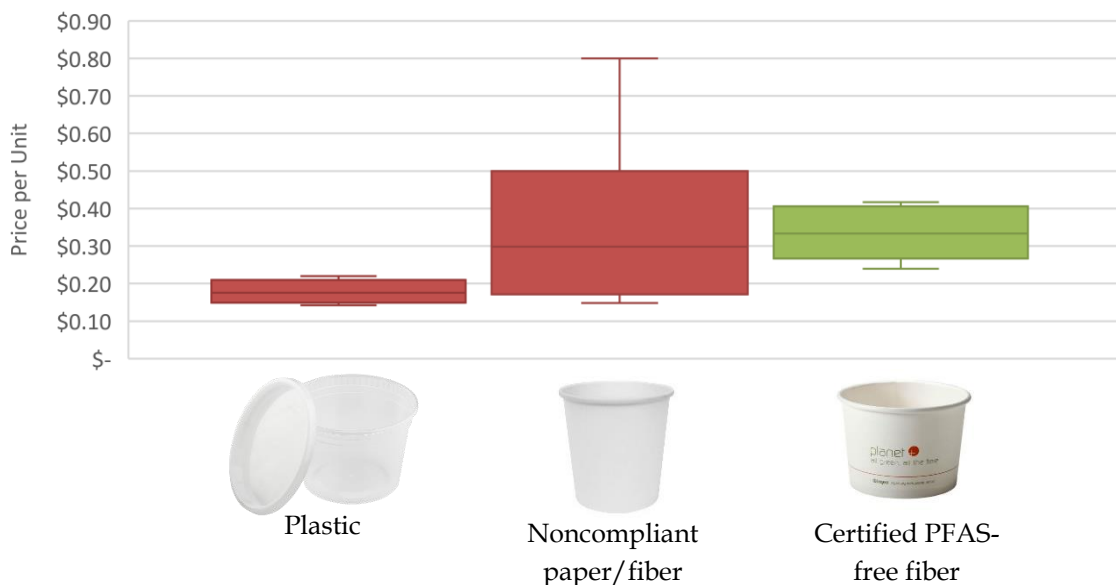 $0.90
$0.80
$0.70
$0.60
$0.50
$0.40
$0.30
$0.20
$0.10
$-
Price per Unit
planet
Plastic
Noncompliant
paper/fiber
Certified PFAS-
free fiber